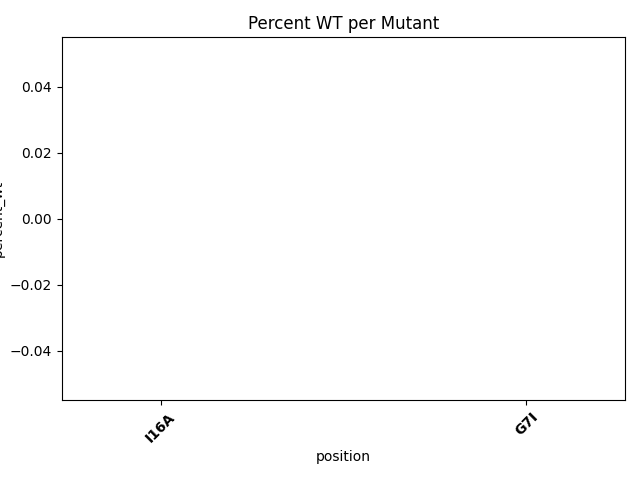 Percent WT per Mutant
0.04
0.02
0.00
−0.02
−0.04
percent_wt
I16A
G7I
position